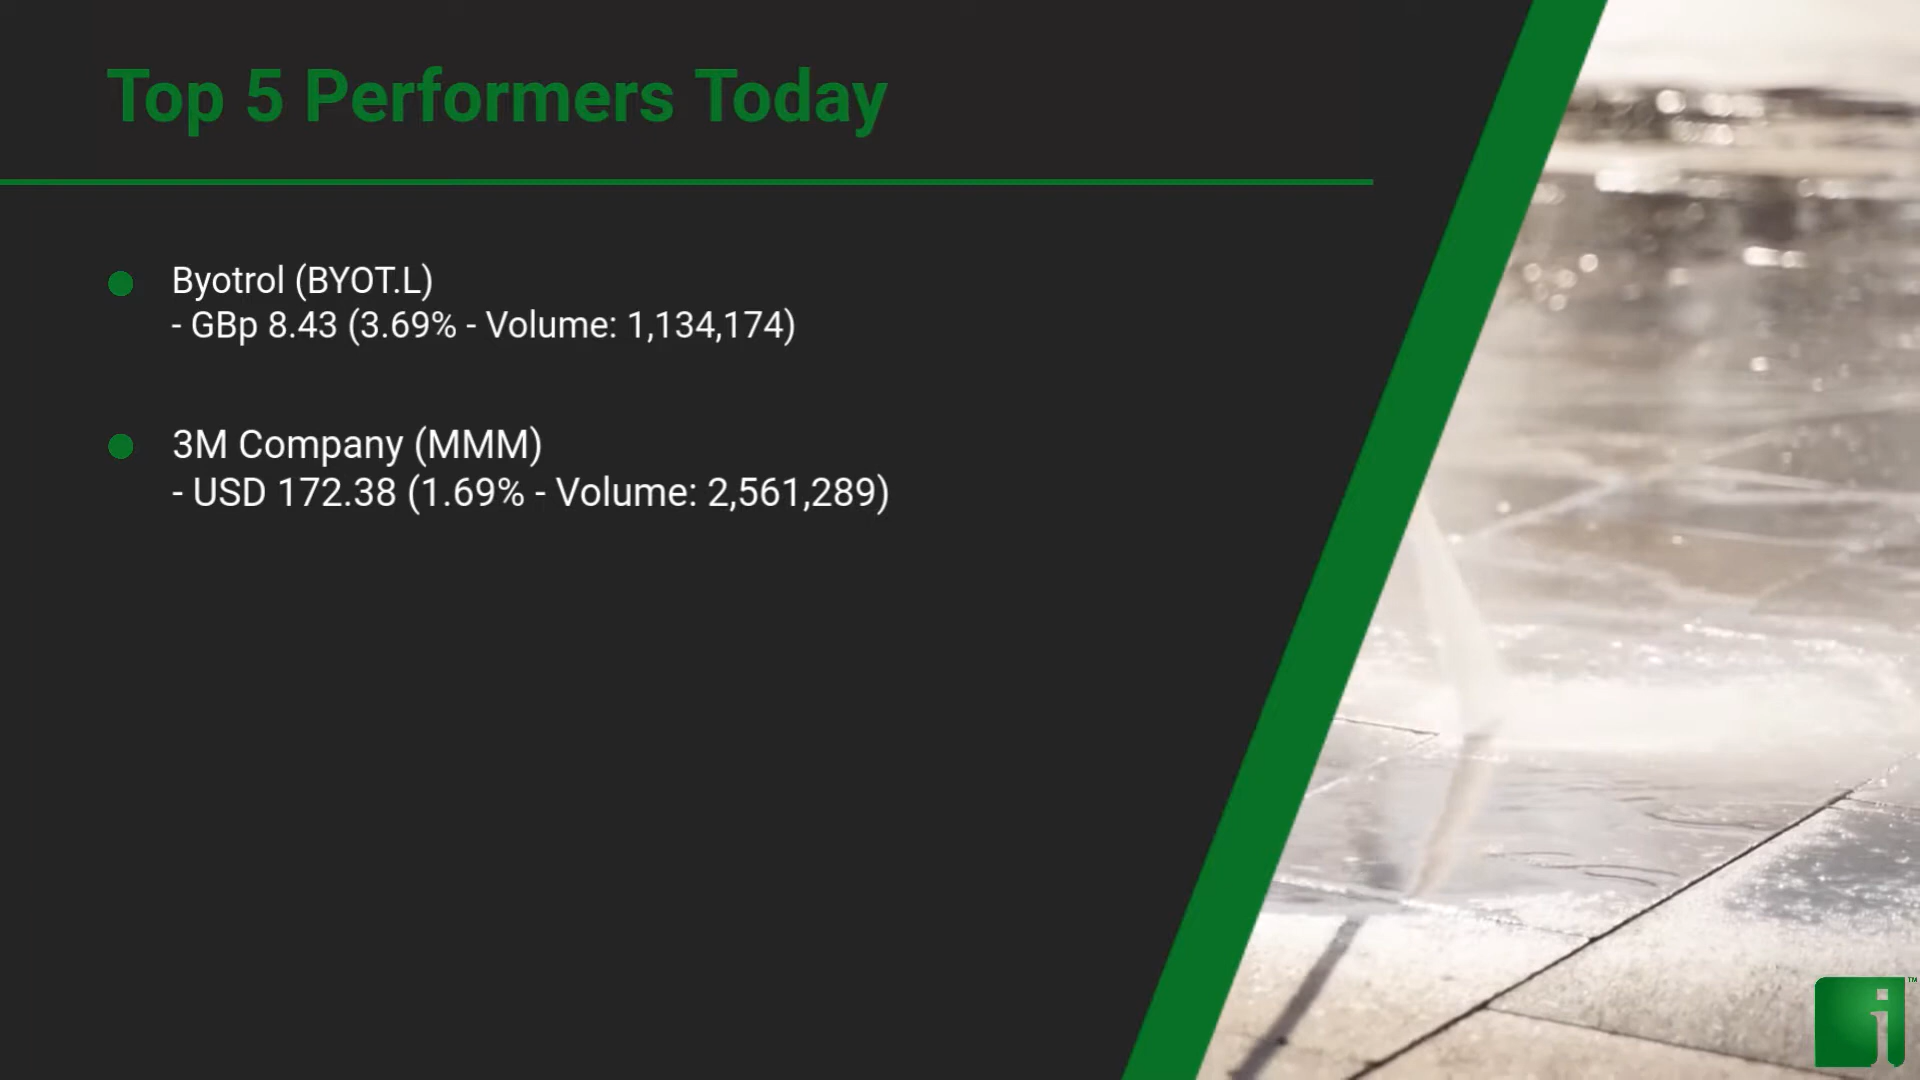 Top 5 Performers Today
Byotrol (BYOT.L)
- GBp 8.43 (3.69% - Volume: 1,134,174)
3M Company (MMM)
- USD 172.38 (1.69% - Volume: 2,561,289)
i
TM